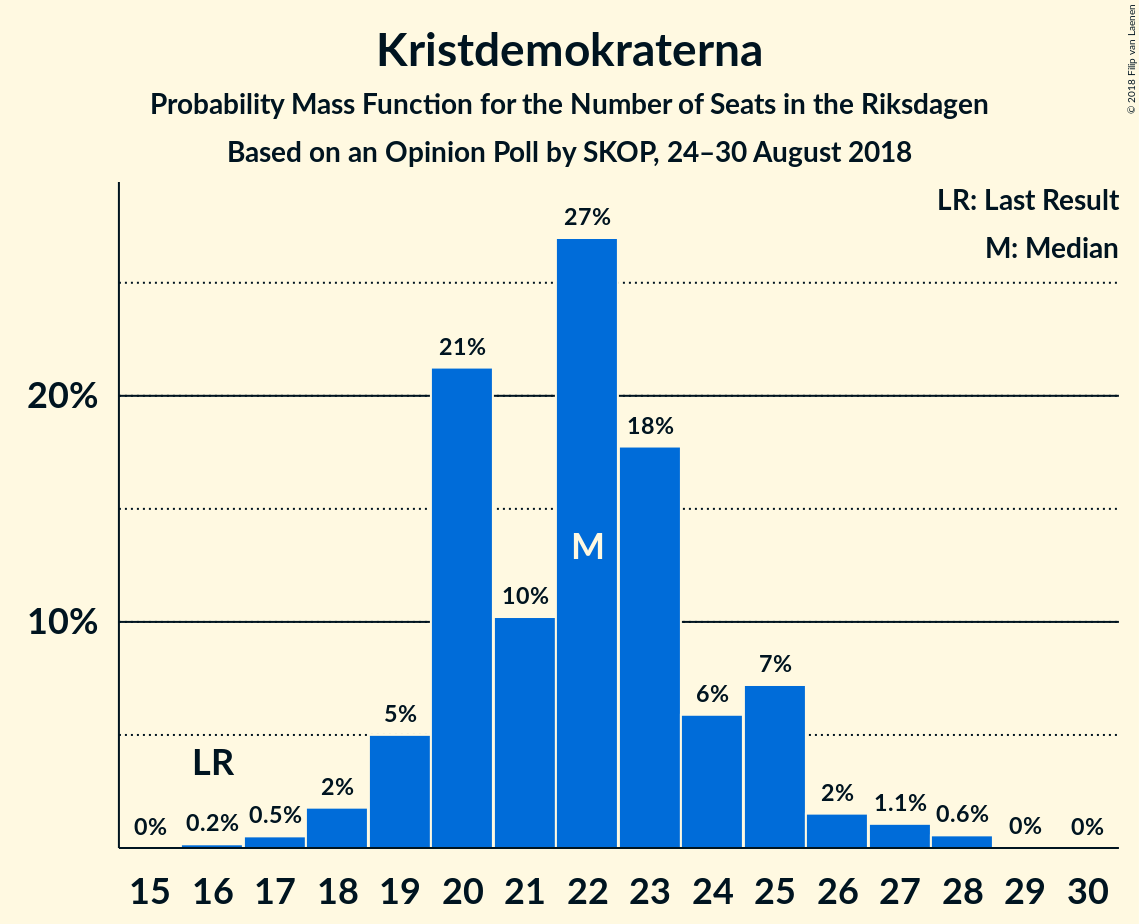 Kristdemokraterna
Probability Mass Function for the Number of Seats in the Riksdagen
Based on an Opinion Poll by SKOP, 24–30 August 2018
© 2018 Filip van Laenen
LR: Last Result
M: Median
27%
21%
20%
18%
M
10%
10%
7%
6%
5%
LR
2%
2%
1.1%
0.6%
0.5%
0.2%
0%
0%
0%
15 16 17 18 19 20 21 22 23 24 25 26 27 28 29 30